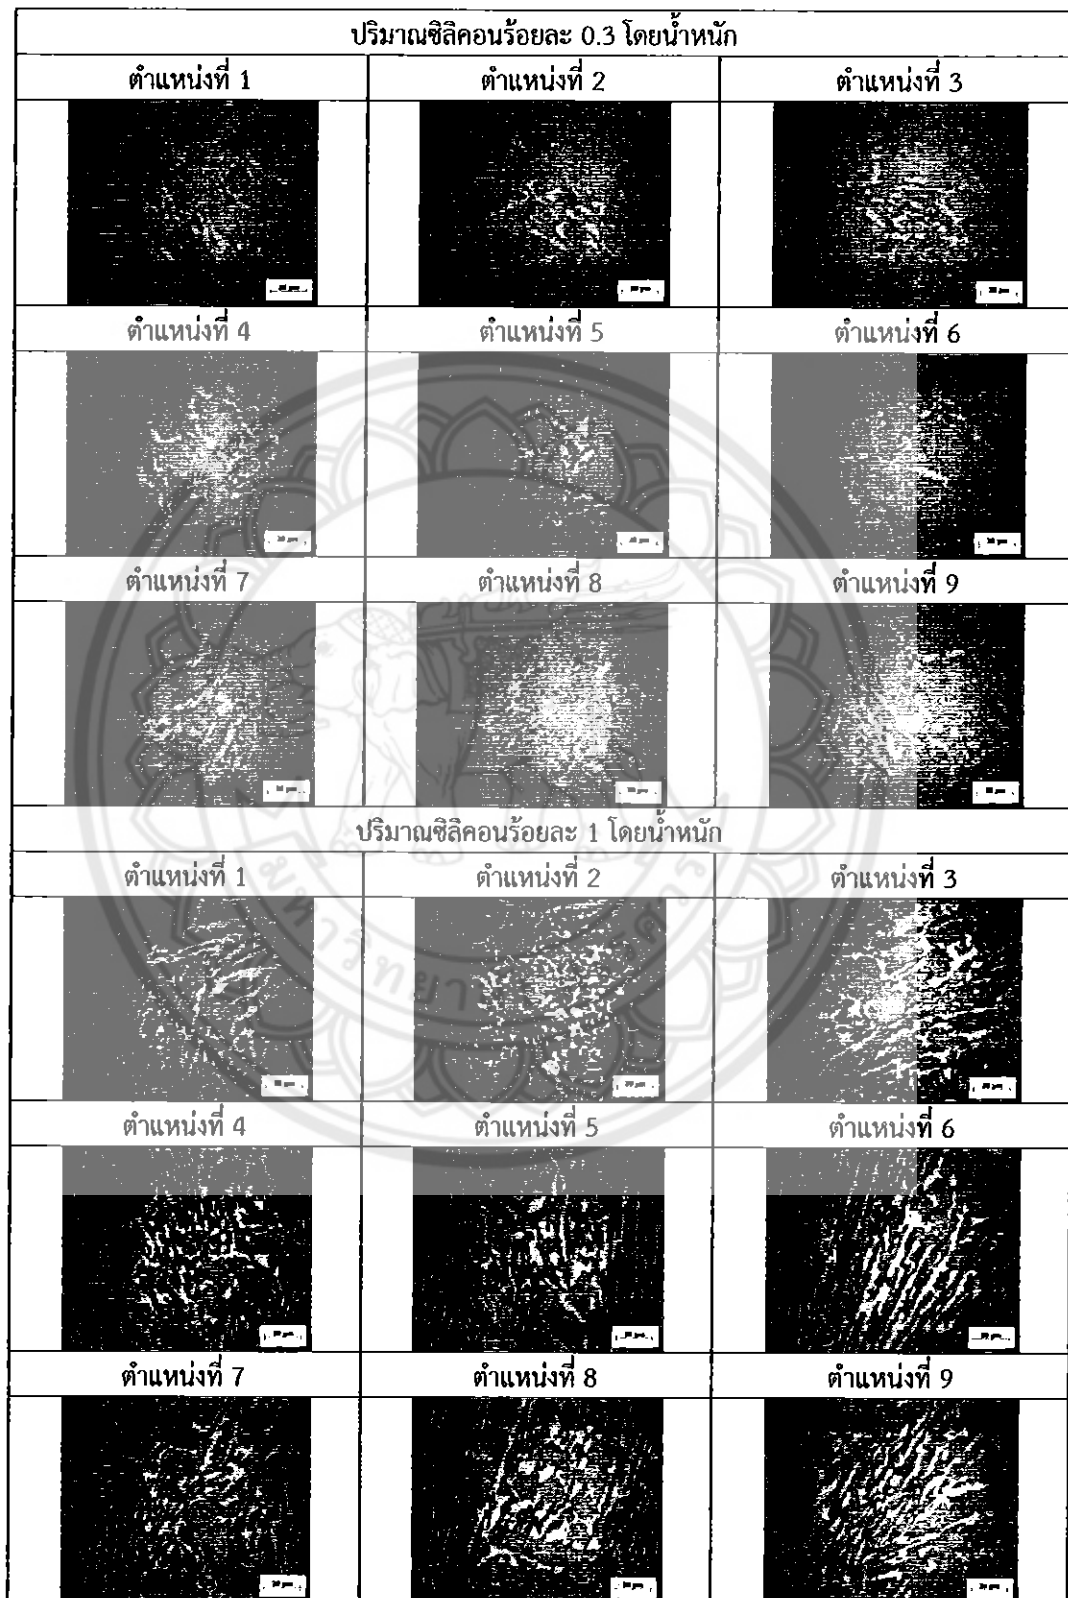 ปริมาณซิลิคอนร้อยละ 0.3 โดยน้ำหนัก
ตำแหน่งที่ 1 ตำแหน่งที่ 2 ตำแหน่งที่ 3
ตำแหน่งที่ 4 ตำแหน่งที่ 5 ตำแหน่งที่ 6
ตำแหน่งที่ 7 ตำแหน่งที่ 8 ตำแหน่งที่ 9
ปริมาณซิลิคอนร้อยละ 1 โดยน้ำหนัก
ตำแหน่งที่ 1 ตำแหน่งที่ 2 ตำแหน่งที่ 3
ตำแหน่งที่ 4 ตำแหน่งที่ 5 ตำแหน่งที่ 6
ตำแหน่งที่ 7 ตำแหน่งที่ 8 ตำแหน่งที่ 9